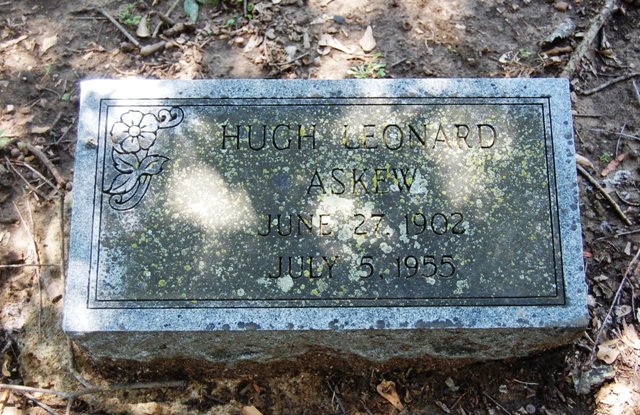 HUGH LEONARD
ASKEW
JUNE 27, 1902
JULY 5, 1955